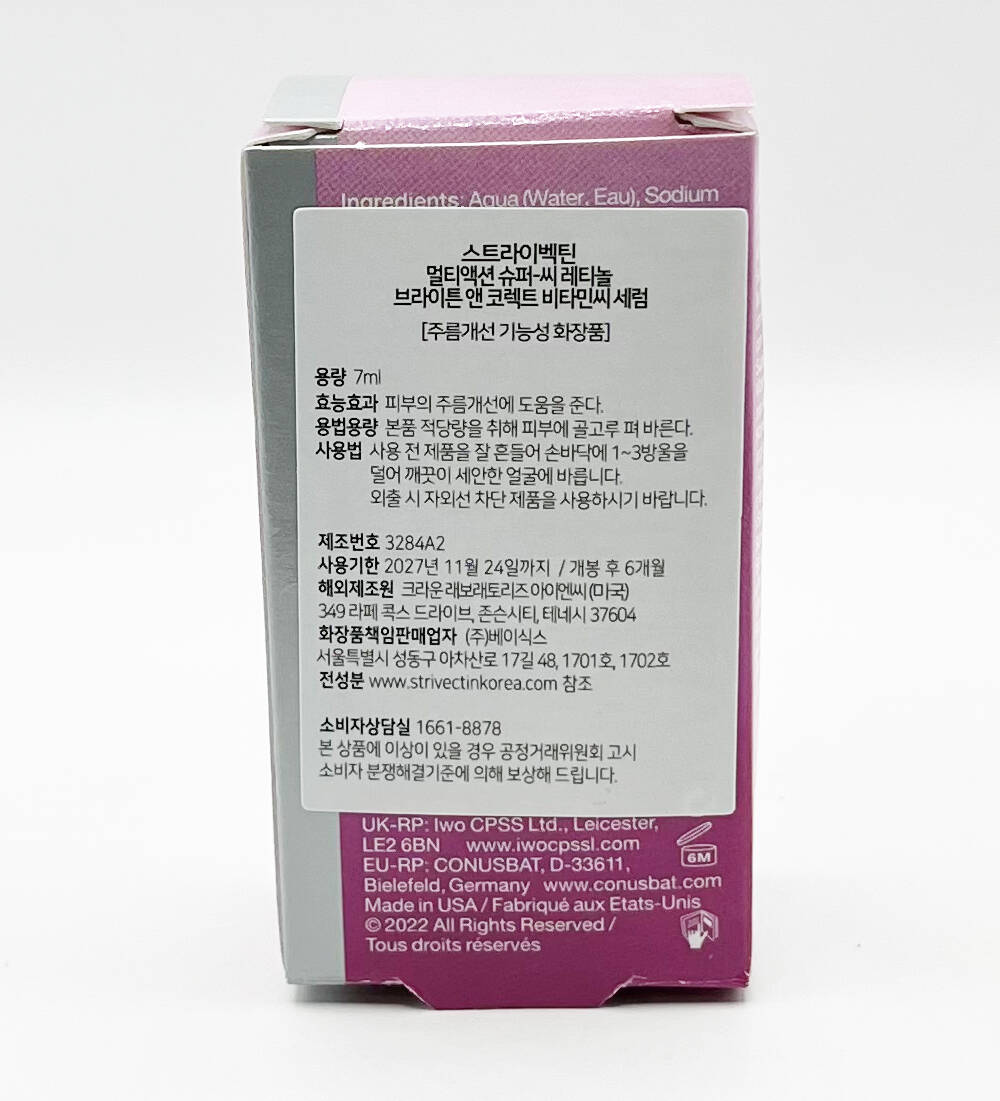 Ingredients: Aqua (Water, Eau), Sodium
스트라이벡틴
멀티액션 슈퍼-씨 레티놀
브라이튼 앤 코렉트 비타민씨 세럼
[주름개선 기능성 화장품]
용량 7ml
효능효과 피부의 주름개선에 도움을 준다.
용법용량 본품 적당량을 취해 피부에 골고루 펴 바른다.
사용법 사용 전 제품을 잘 흔들어 손바닥에 1~3방울을
덜어 깨끗이 세안한 얼굴에 바릅니다.
외출 시 자외선 차단 제품을 사용하시기 바랍니다.
제조번호 3284A2
사용기한 2027년 11월 24일까지 / 개봉 후 6개월
해외제조원 크라운 래보래토리즈 아이엔씨 (미국)
349 라페 콕스 드라이브, 존슨시티, 테네시 37604
화장품책임판매업자 (주)베이식스
서울특별시 성동구 아차산로 17길 48, 1701호, 1702호
전성분 www.strivectinkorea.com 참조
소비자상담실 1661-8878
본 상품에 이상이 있을 경우 공정거래위원회 고시
소비자 분쟁해결기준에 의해 보상해 드립니다.
UK-RP: Iwo CPSS Ltd., Leicester,
LE2 6BN www.iwocpssl.com
EU-RP: CONUSBAT, D-33611,
Bielefeld, Germany www.conusbat.com
Made in USA / Fabriqué aux Etats-Unis
© 2022 All Rights Reserved /
Tous droits réservés
6M